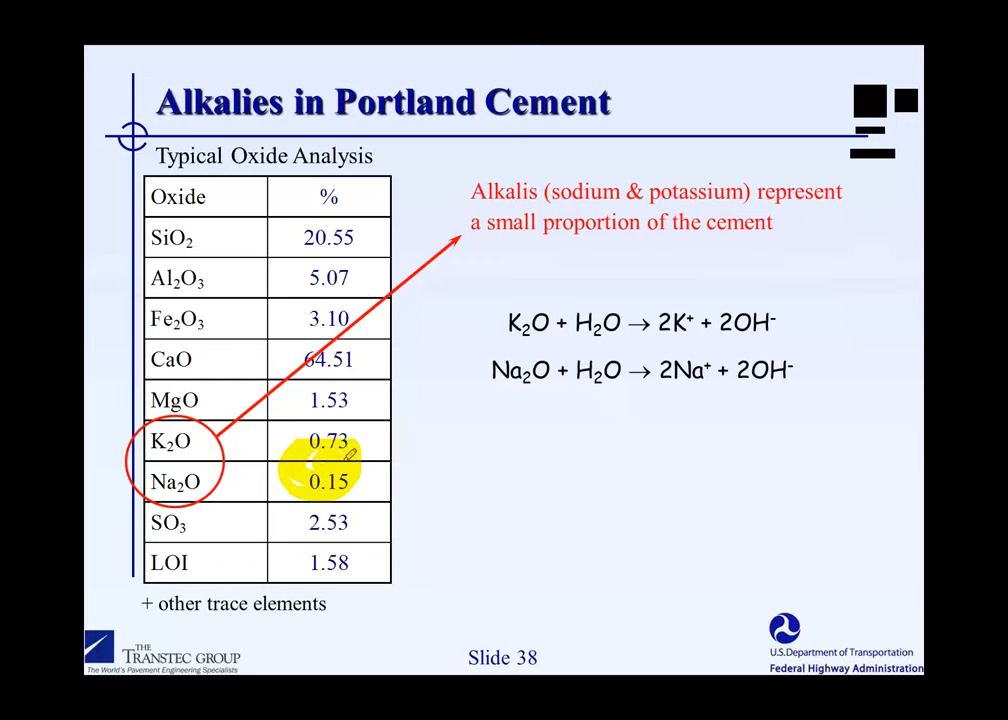 Alkalies in Portland Cement
Typical Oxide Analysis
Oxide %
SiO₂ 20.55
Al₂O₃ 5.07
Fe₂O₃ 3.10
CaO 64.51
MgO 1.53
K₂O 0.73
Na₂O 0.15
SO₃ 2.53
LOI 1.58
+ other trace elements
Alkalis (sodium & potassium) represent
a small proportion of the cement
K₂O + H₂O → 2K⁺ + 2OH⁻
Na₂O + H₂O → 2Na⁺ + 2OH⁻
THE
TRANSTEC GROUP
The World's Pavement Engineering Specialists
Slide 38
U.S.Department of Transportation
Federal Highway Administration